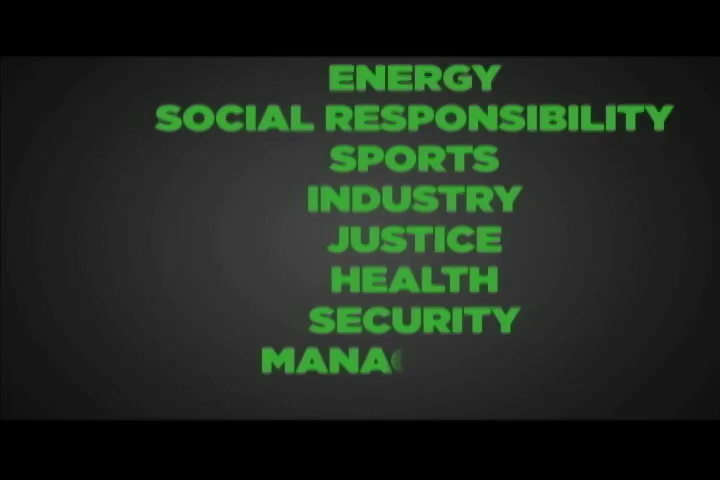 ENERGY
SOCIAL RESPONSIBILITY
SPORTS
INDUSTRY
JUSTICE
HEALTH
SECURITY
MANA